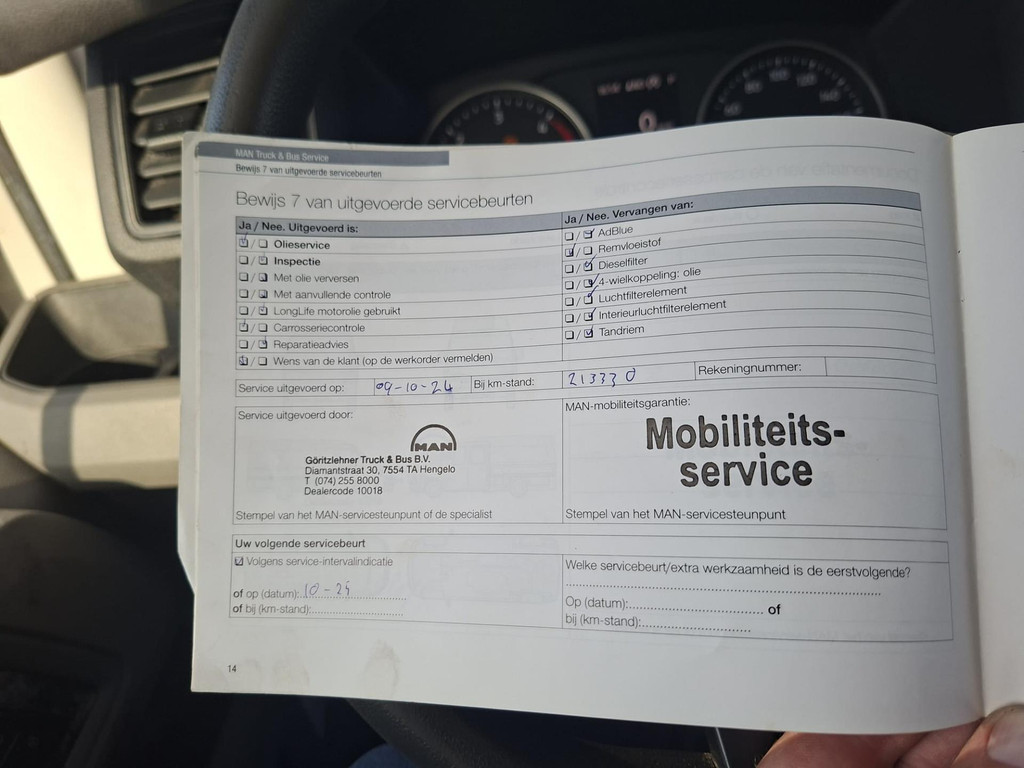 MAN Truck & Bus Service
Bewijs 7 van uitgevoerde servicebeurten
Bewijs 7 van uitgevoerde servicebeurten
Ja / Nee. Uitgevoerd is:
Olieservice
Inspectie
Met olie verversen
Met aanvullende controle
LongLife motorolie gebruikt
Carrosseriecontrole
Reparatieadvies
Wens van de klant (op de werkorder vermelden)
Ja / Nee. Vervangen van:
AdBlue
Remvloeistof
Dieselfilter
4-wielkoppeling: olie
Luchtfilterelement
Interieurluchtfilterelement
Tandriem
Service uitgevoerd op: 09-10-24 Bij km-stand: 213330 Rekeningnummer:
Service uitgevoerd door:
MAN
Göritzlehner Truck & Bus B.V.
Diamantstraat 30, 7554 TA Hengelo
T (074) 255 8000
Dealercode 10018
Stempel van het MAN-servicesteunpunt of de specialist
MAN-mobiliteitsgarantie:
Mobiliteits-
service
Stempel van het MAN-servicesteunpunt
Uw volgende servicebeurt
Volgens service-intervalindicatie
of op (datum): 10-25
of bij (km-stand):
Welke servicebeurt/extra werkzaamheid is de eerstvolgende?
Op (datum): of
bij (km-stand):
14